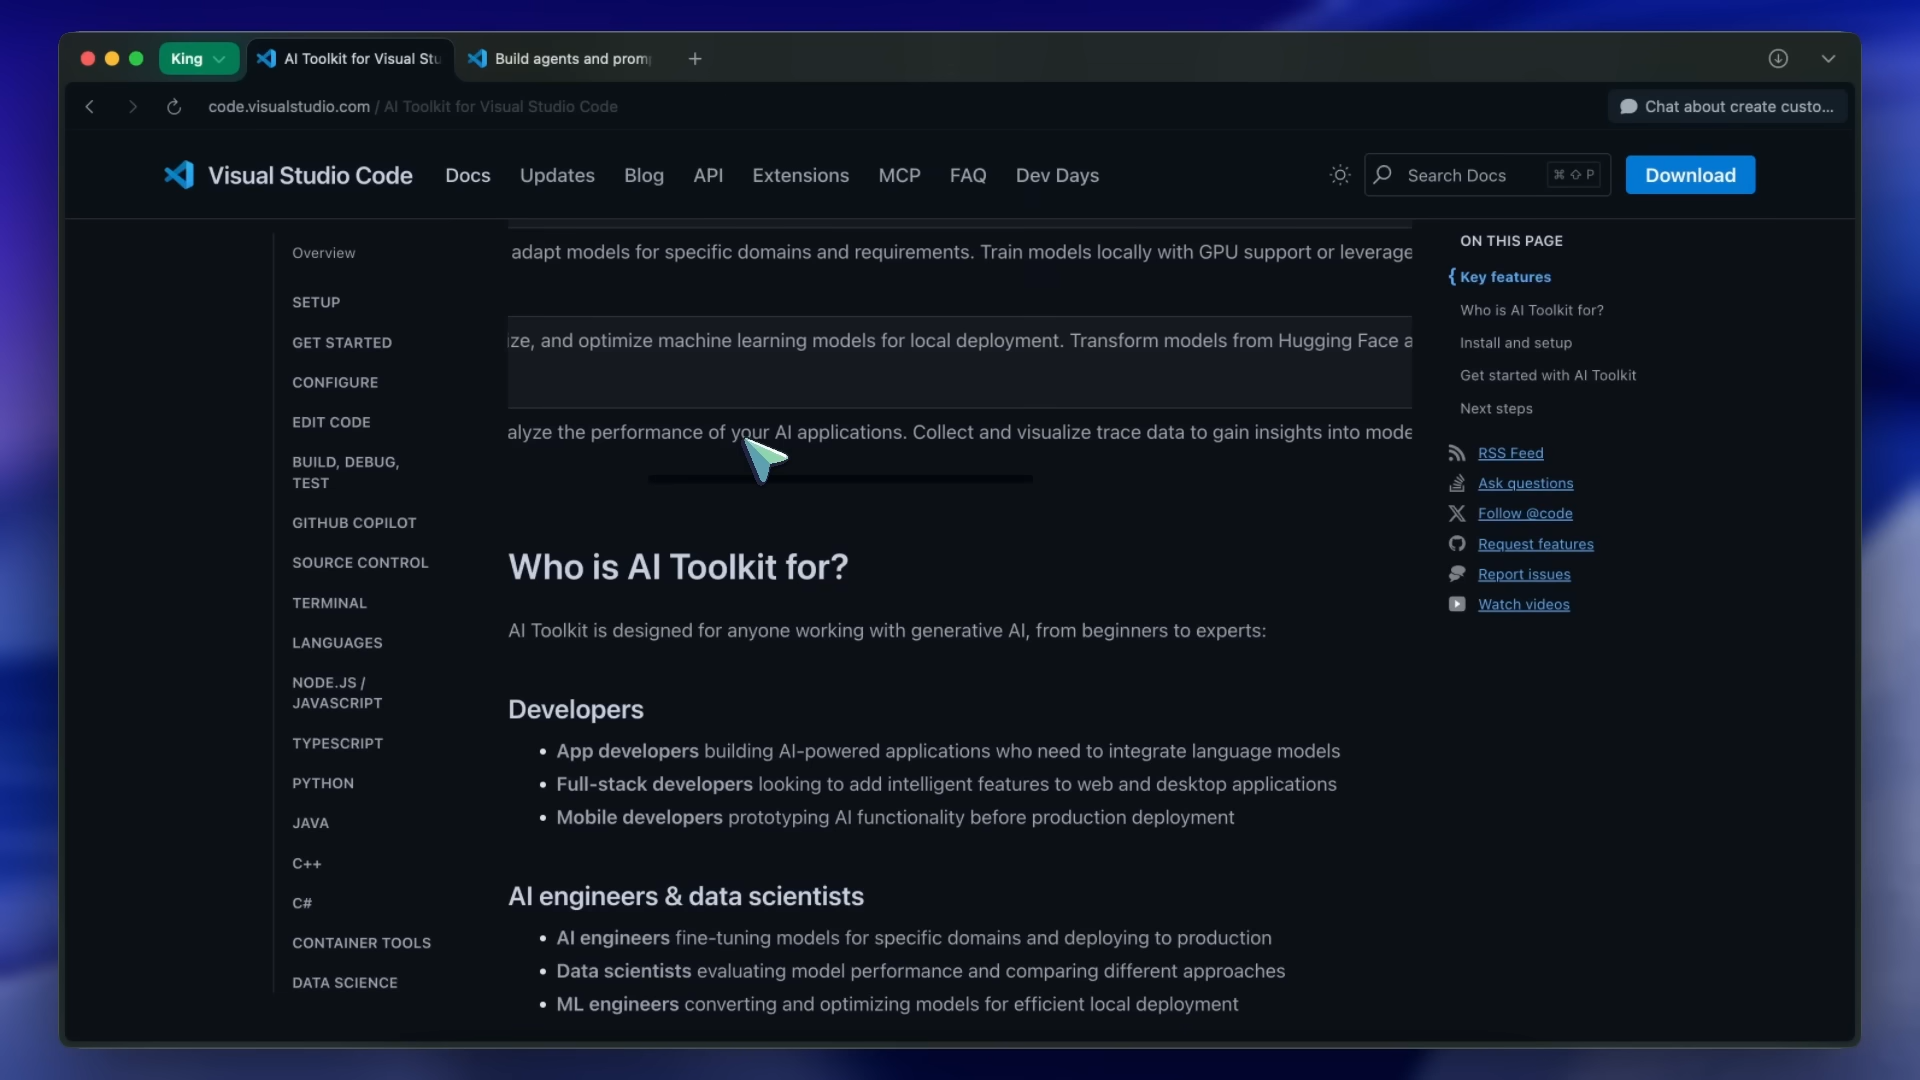 King
AI Toolkit for Visual Stu
Build agents and prom
code.visualstudio.com / AI Toolkit for Visual Studio Code
Chat about create custo...
Visual Studio Code
Docs
Updates
Blog
API
Extensions
MCP
FAQ
Dev Days
Search Docs
⌘ ⇧ P
Download
Overview
SETUP
GET STARTED
CONFIGURE
EDIT CODE
BUILD, DEBUG,
TEST
GITHUB COPILOT
SOURCE CONTROL
TERMINAL
LANGUAGES
NODE.JS /
JAVASCRIPT
TYPESCRIPT
PYTHON
JAVA
C++
C#
CONTAINER TOOLS
DATA SCIENCE
adapt models for specific domains and requirements. Train models locally with GPU support or leverage
ize, and optimize machine learning models for local deployment. Transform models from Hugging Face a
alyze the performance of your AI applications. Collect and visualize trace data to gain insights into mode
Who is AI Toolkit for?
AI Toolkit is designed for anyone working with generative AI, from beginners to experts:
Developers
• App developers building AI-powered applications who need to integrate language models
• Full-stack developers looking to add intelligent features to web and desktop applications
• Mobile developers prototyping AI functionality before production deployment
AI engineers & data scientists
• AI engineers fine-tuning models for specific domains and deploying to production
• Data scientists evaluating model performance and comparing different approaches
• ML engineers converting and optimizing models for efficient local deployment
ON THIS PAGE
Key features
Who is AI Toolkit for?
Install and setup
Get started with AI Toolkit
Next steps
RSS Feed
Ask questions
Follow @code
Request features
Report issues
Watch videos